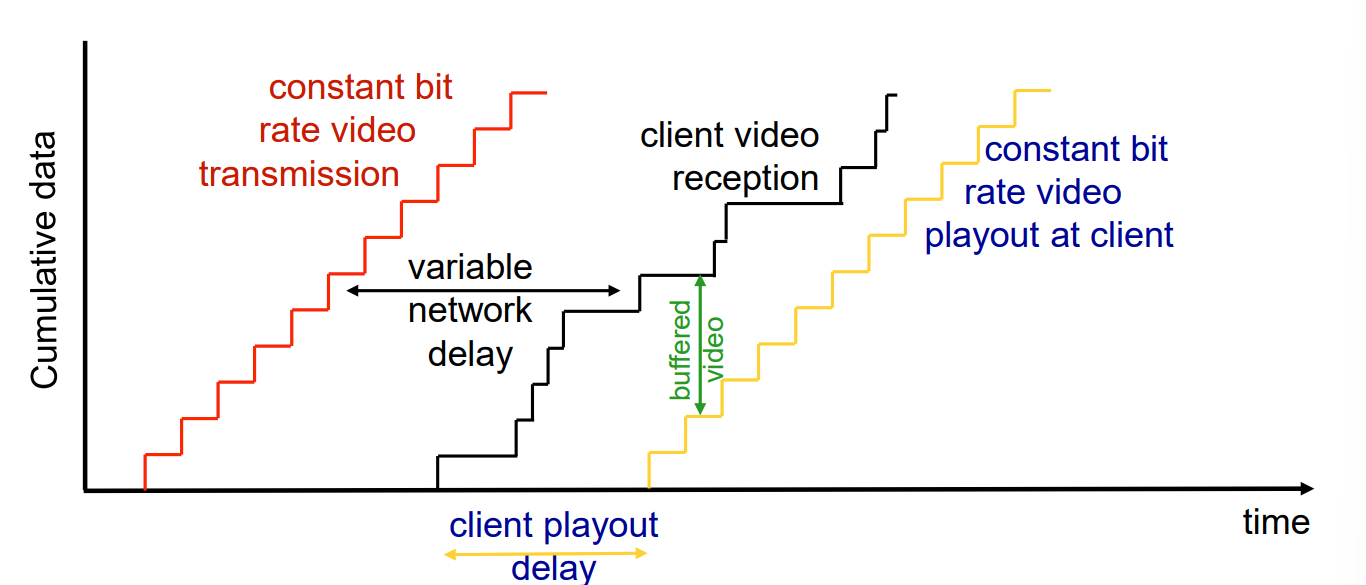 constant bit
rate video
transmission
client video
reception
constant bit
rate video
playout at client
Cumulative data
variable
network
delay
buffered
video
time
client playout
delay